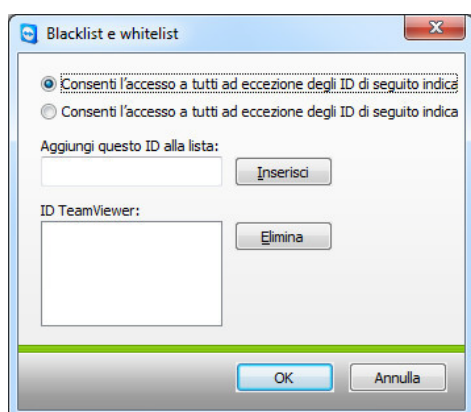 Blacklist e whitelist
Consenti l'accesso a tutti ad eccezione degli ID di seguito indica
Consenti l'accesso a tutti ad eccezione degli ID di seguito indica
Aggiungi questo ID alla lista:
Inserisci
ID TeamViewer:
Elimina
OK Annulla